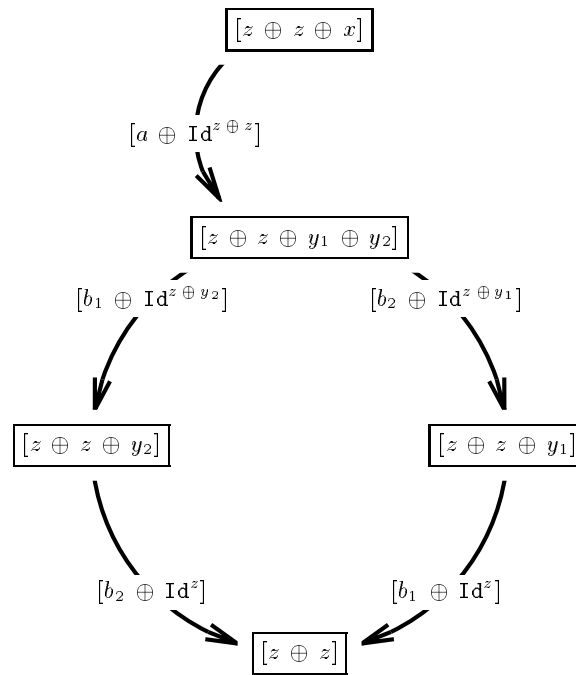 [z ⊕ z ⊕ x]
[a ⊕ Id^{z ⊕ z}]
[z ⊕ z ⊕ y₁ ⊕ y₂]
[b₁ ⊕ Id^{z ⊕ y₂}] [b₂ ⊕ Id^{z ⊕ y₁}]
[z ⊕ z ⊕ y₂] [z ⊕ z ⊕ y₁]
[b₂ ⊕ Id^z] [b₁ ⊕ Id^z]
[z ⊕ z]